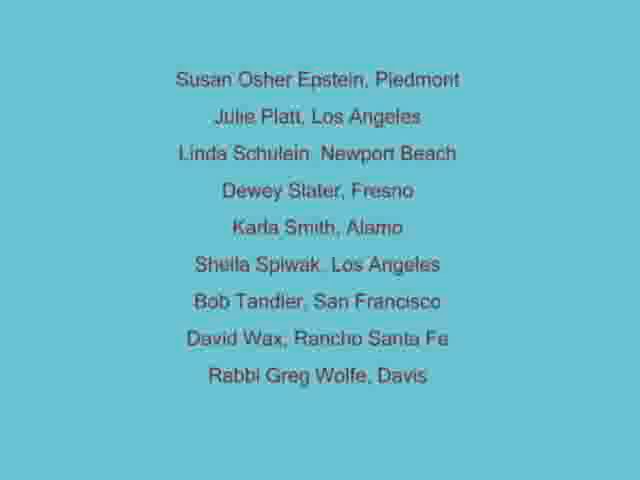 Susan Osher Epstein, Piedmont
Julie Platt, Los Angeles
Linda Schulein, Newport Beach
Dewey Slater, Fresno
Karla Smith, Alamo
Sheila Spiwak, Los Angeles
Bob Tandler, San Francisco
David Wax, Rancho Santa Fe
Rabbi Greg Wolfe, Davis